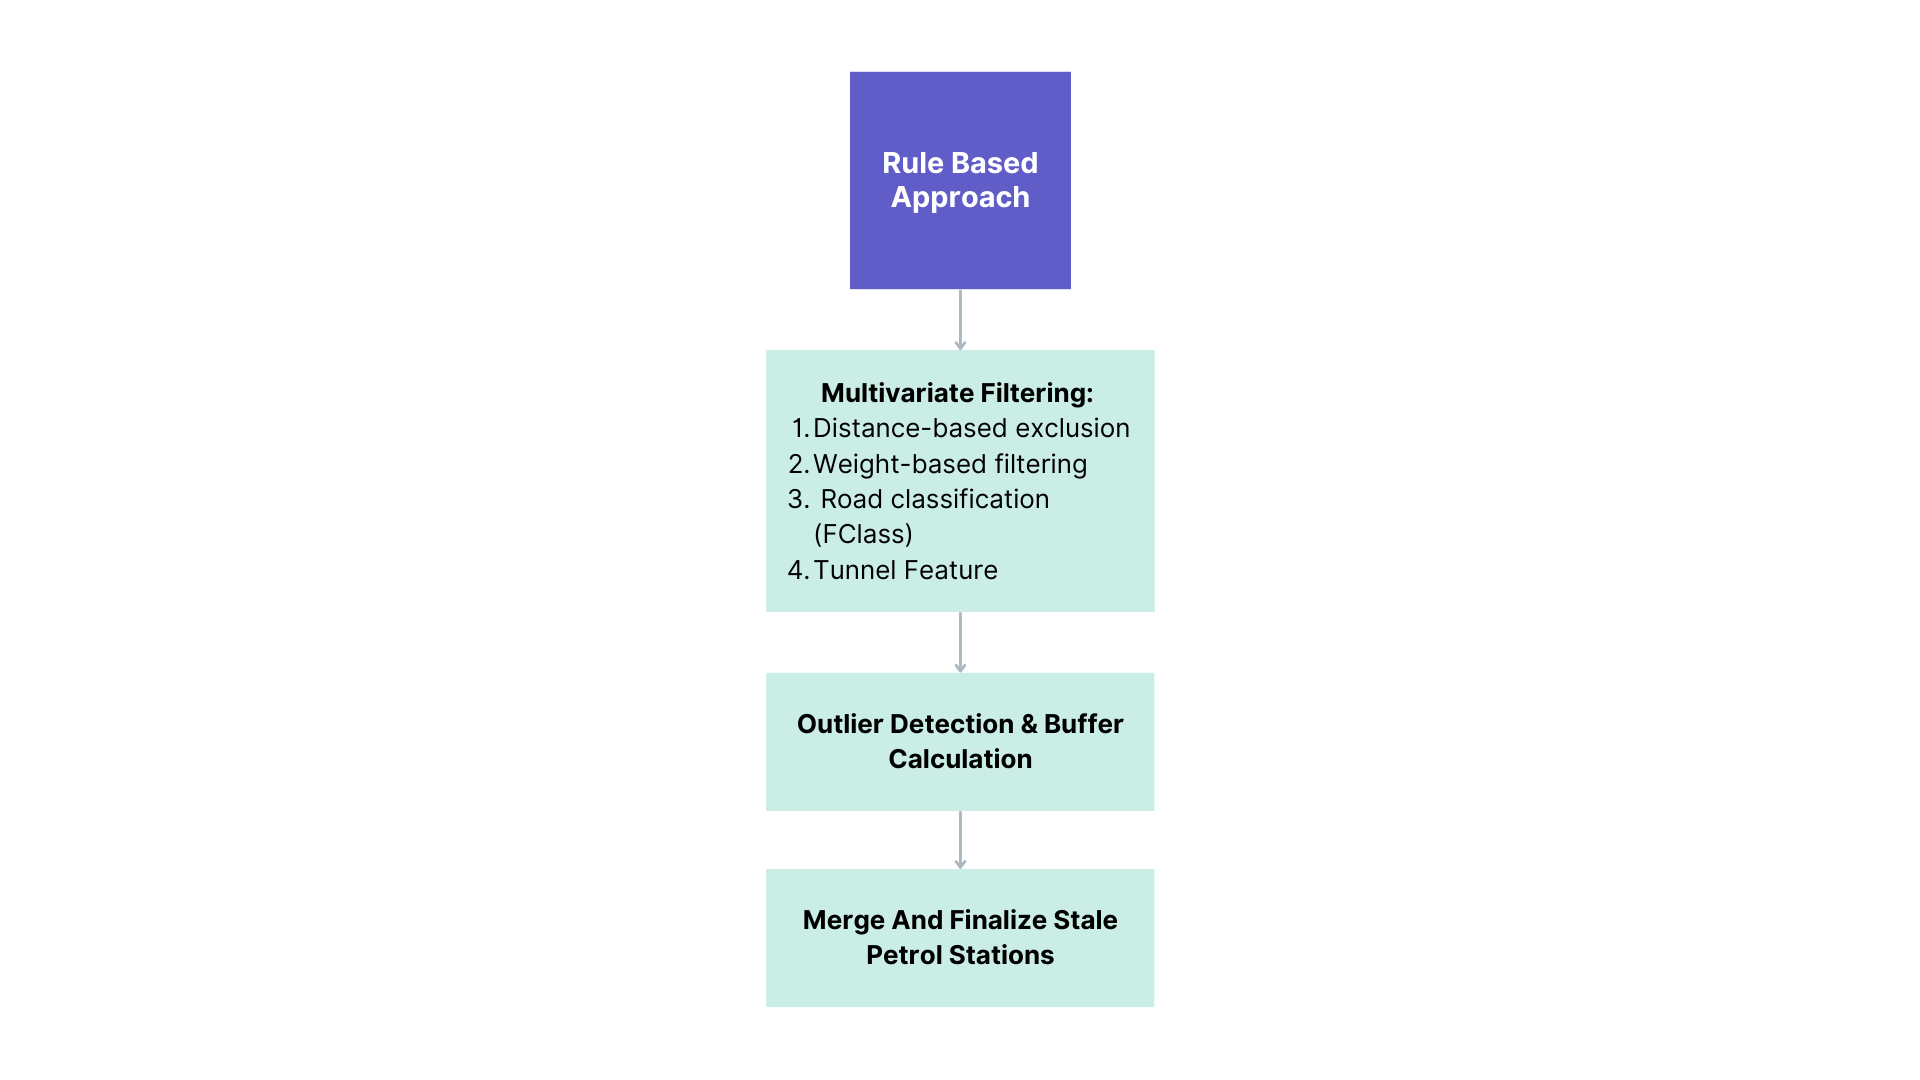 Rule Based
Approach
Multivariate Filtering:
1. Distance-based exclusion
2. Weight-based filtering
3. Road classification
(FClass)
4. Tunnel Feature
Outlier Detection & Buffer
Calculation
Merge And Finalize Stale
Petrol Stations